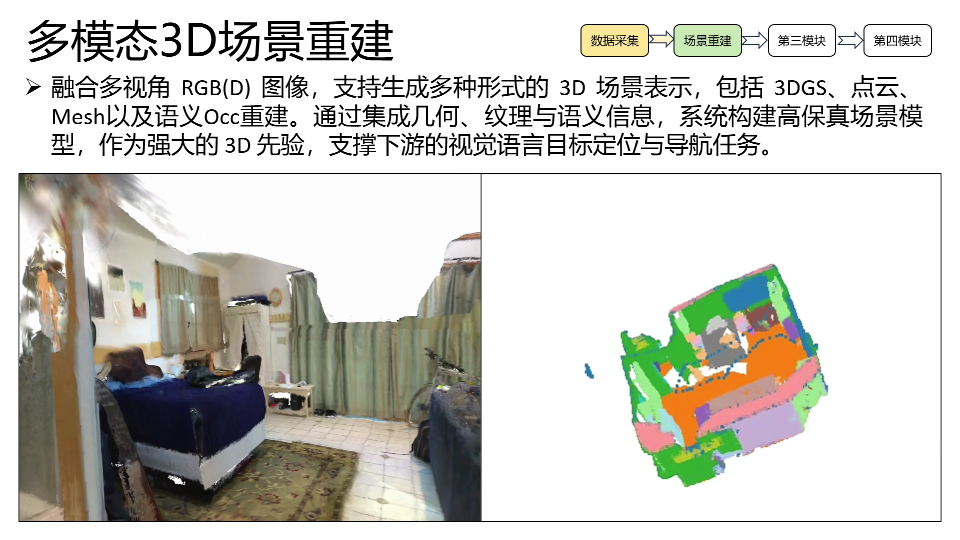 多模态3D场景重建
数据采集
场景重建
第三模块
第四模块
融合多视角 RGB(D) 图像，支持生成多种形式的 3D 场景表示，包括 3DGS、点云、
Mesh以及语义Occ重建。通过集成几何、纹理与语义信息，系统构建高保真场景模
型，作为强大的 3D 先验，支撑下游的视觉语言目标定位与导航任务。